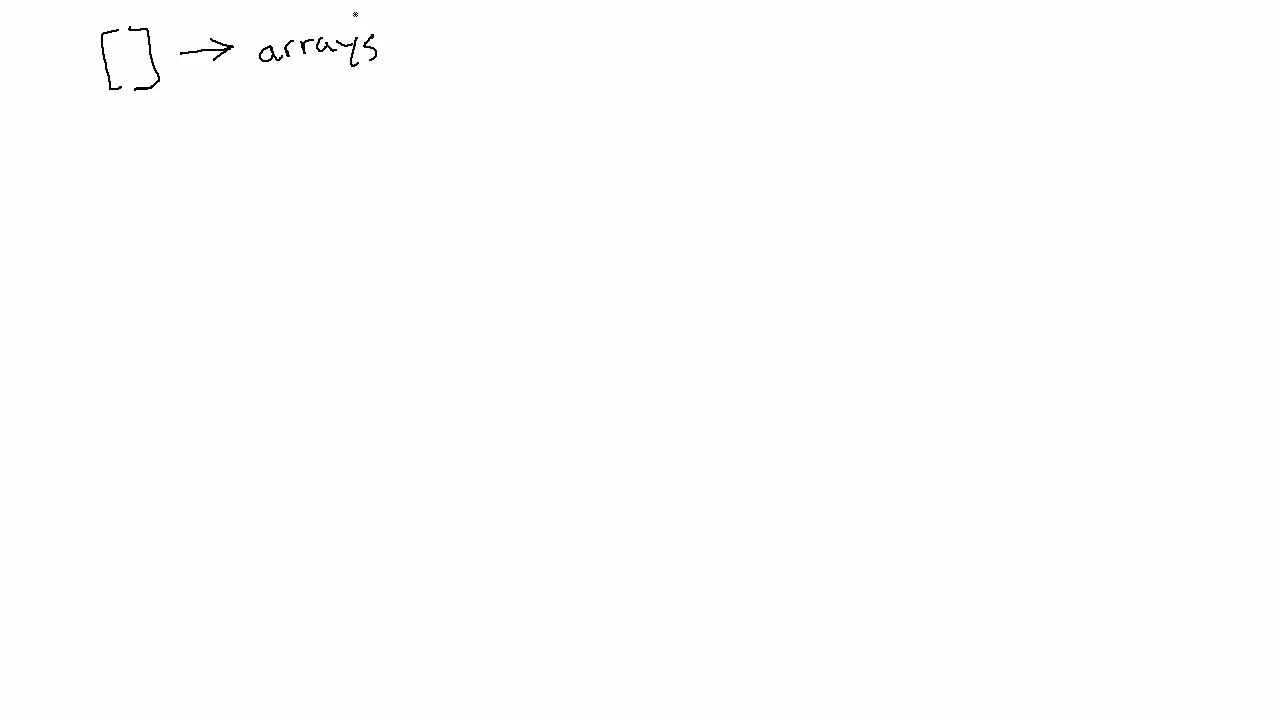 [] → arrays